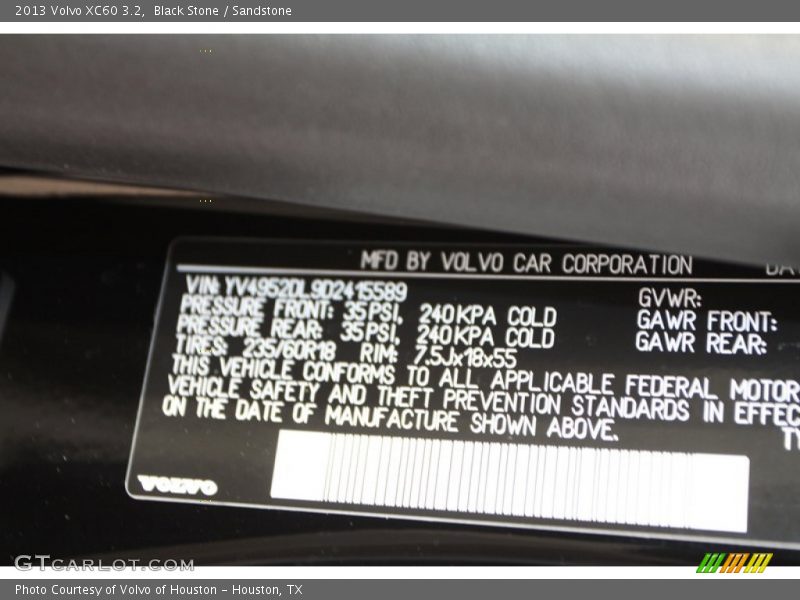 2013 Volvo XC60 3.2, Black Stone / Sandstone
MFD BY VOLVO CAR CORPORATION
VIN: YV4952DL9D2415589
PRESSURE FRONT: 35PSI, 240KPA COLD
PRESSURE REAR: 35PSI, 240KPA COLD
TIRES: 235/60R18 RIM: 7,5Jx18x55
GVWR:
GAWR FRONT:
GAWR REAR:
THIS VEHICLE CONFORMS TO ALL APPLICABLE FEDERAL MOTOR
VEHICLE SAFETY AND THEFT PREVENTION STANDARDS IN EFFEC
ON THE DATE OF MANUFACTURE SHOWN ABOVE.
VOLVO
GTCARLOT.COM
Photo Courtesy of Volvo of Houston - Houston, TX